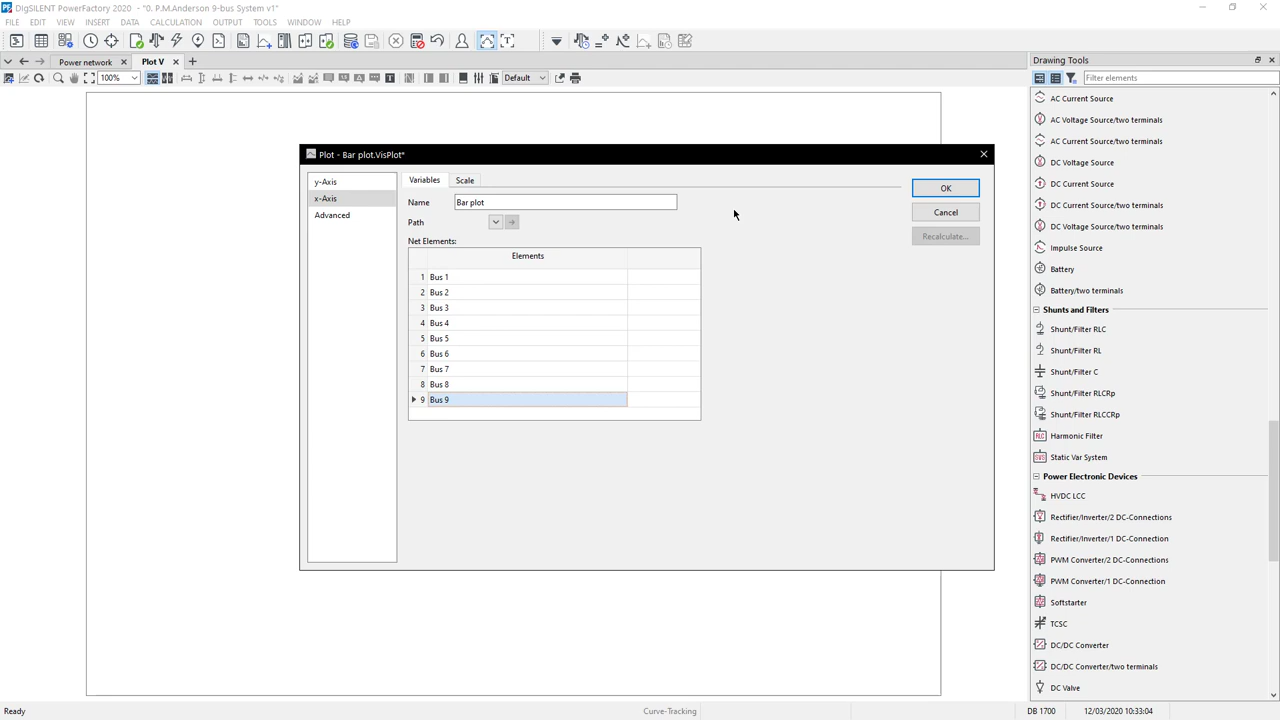 DigSILENT PowerFactory 2020 - "0. P.M.Anderson 9-bus System v1"
FILE EDIT VIEW INSERT DATA CALCULATION OUTPUT TOOLS WINDOW HELP
Power network
Plot V
100%
Default
Plot - Bar plot.VisPlot*
y-Axis
x-Axis
Advanced
Variables
Scale
Name
Bar plot
Path
Net Elements:
Elements
1 Bus 1
2 Bus 2
3 Bus 3
4 Bus 4
5 Bus 5
6 Bus 6
7 Bus 7
8 Bus 8
9 Bus 9
OK
Cancel
Recalculate...
Drawing Tools
Filter elements
AC Current Source
AC Voltage Source/two terminals
AC Current Source/two terminals
DC Voltage Source
DC Current Source
DC Current Source/two terminals
DC Voltage Source/two terminals
Impulse Source
Battery
Battery/two terminals
Shunts and Filters
Shunt/Filter RLC
Shunt/Filter RL
Shunt/Filter C
Shunt/Filter RLCRp
Shunt/Filter RLCCRp
RLC Harmonic Filter
SVS Static Var System
Power Electronic Devices
HVDC LCC
Rectifier/Inverter/2 DC-Connections
Rectifier/Inverter/1 DC-Connection
PWM Converter/2 DC-Connections
PWM Converter/1 DC-Connection
Softstarter
TCSC
DC/DC Converter
DC/DC Converter/two terminals
DC Valve
Ready
Curve-Tracking
DB 1700
12/03/2020 10:33:04